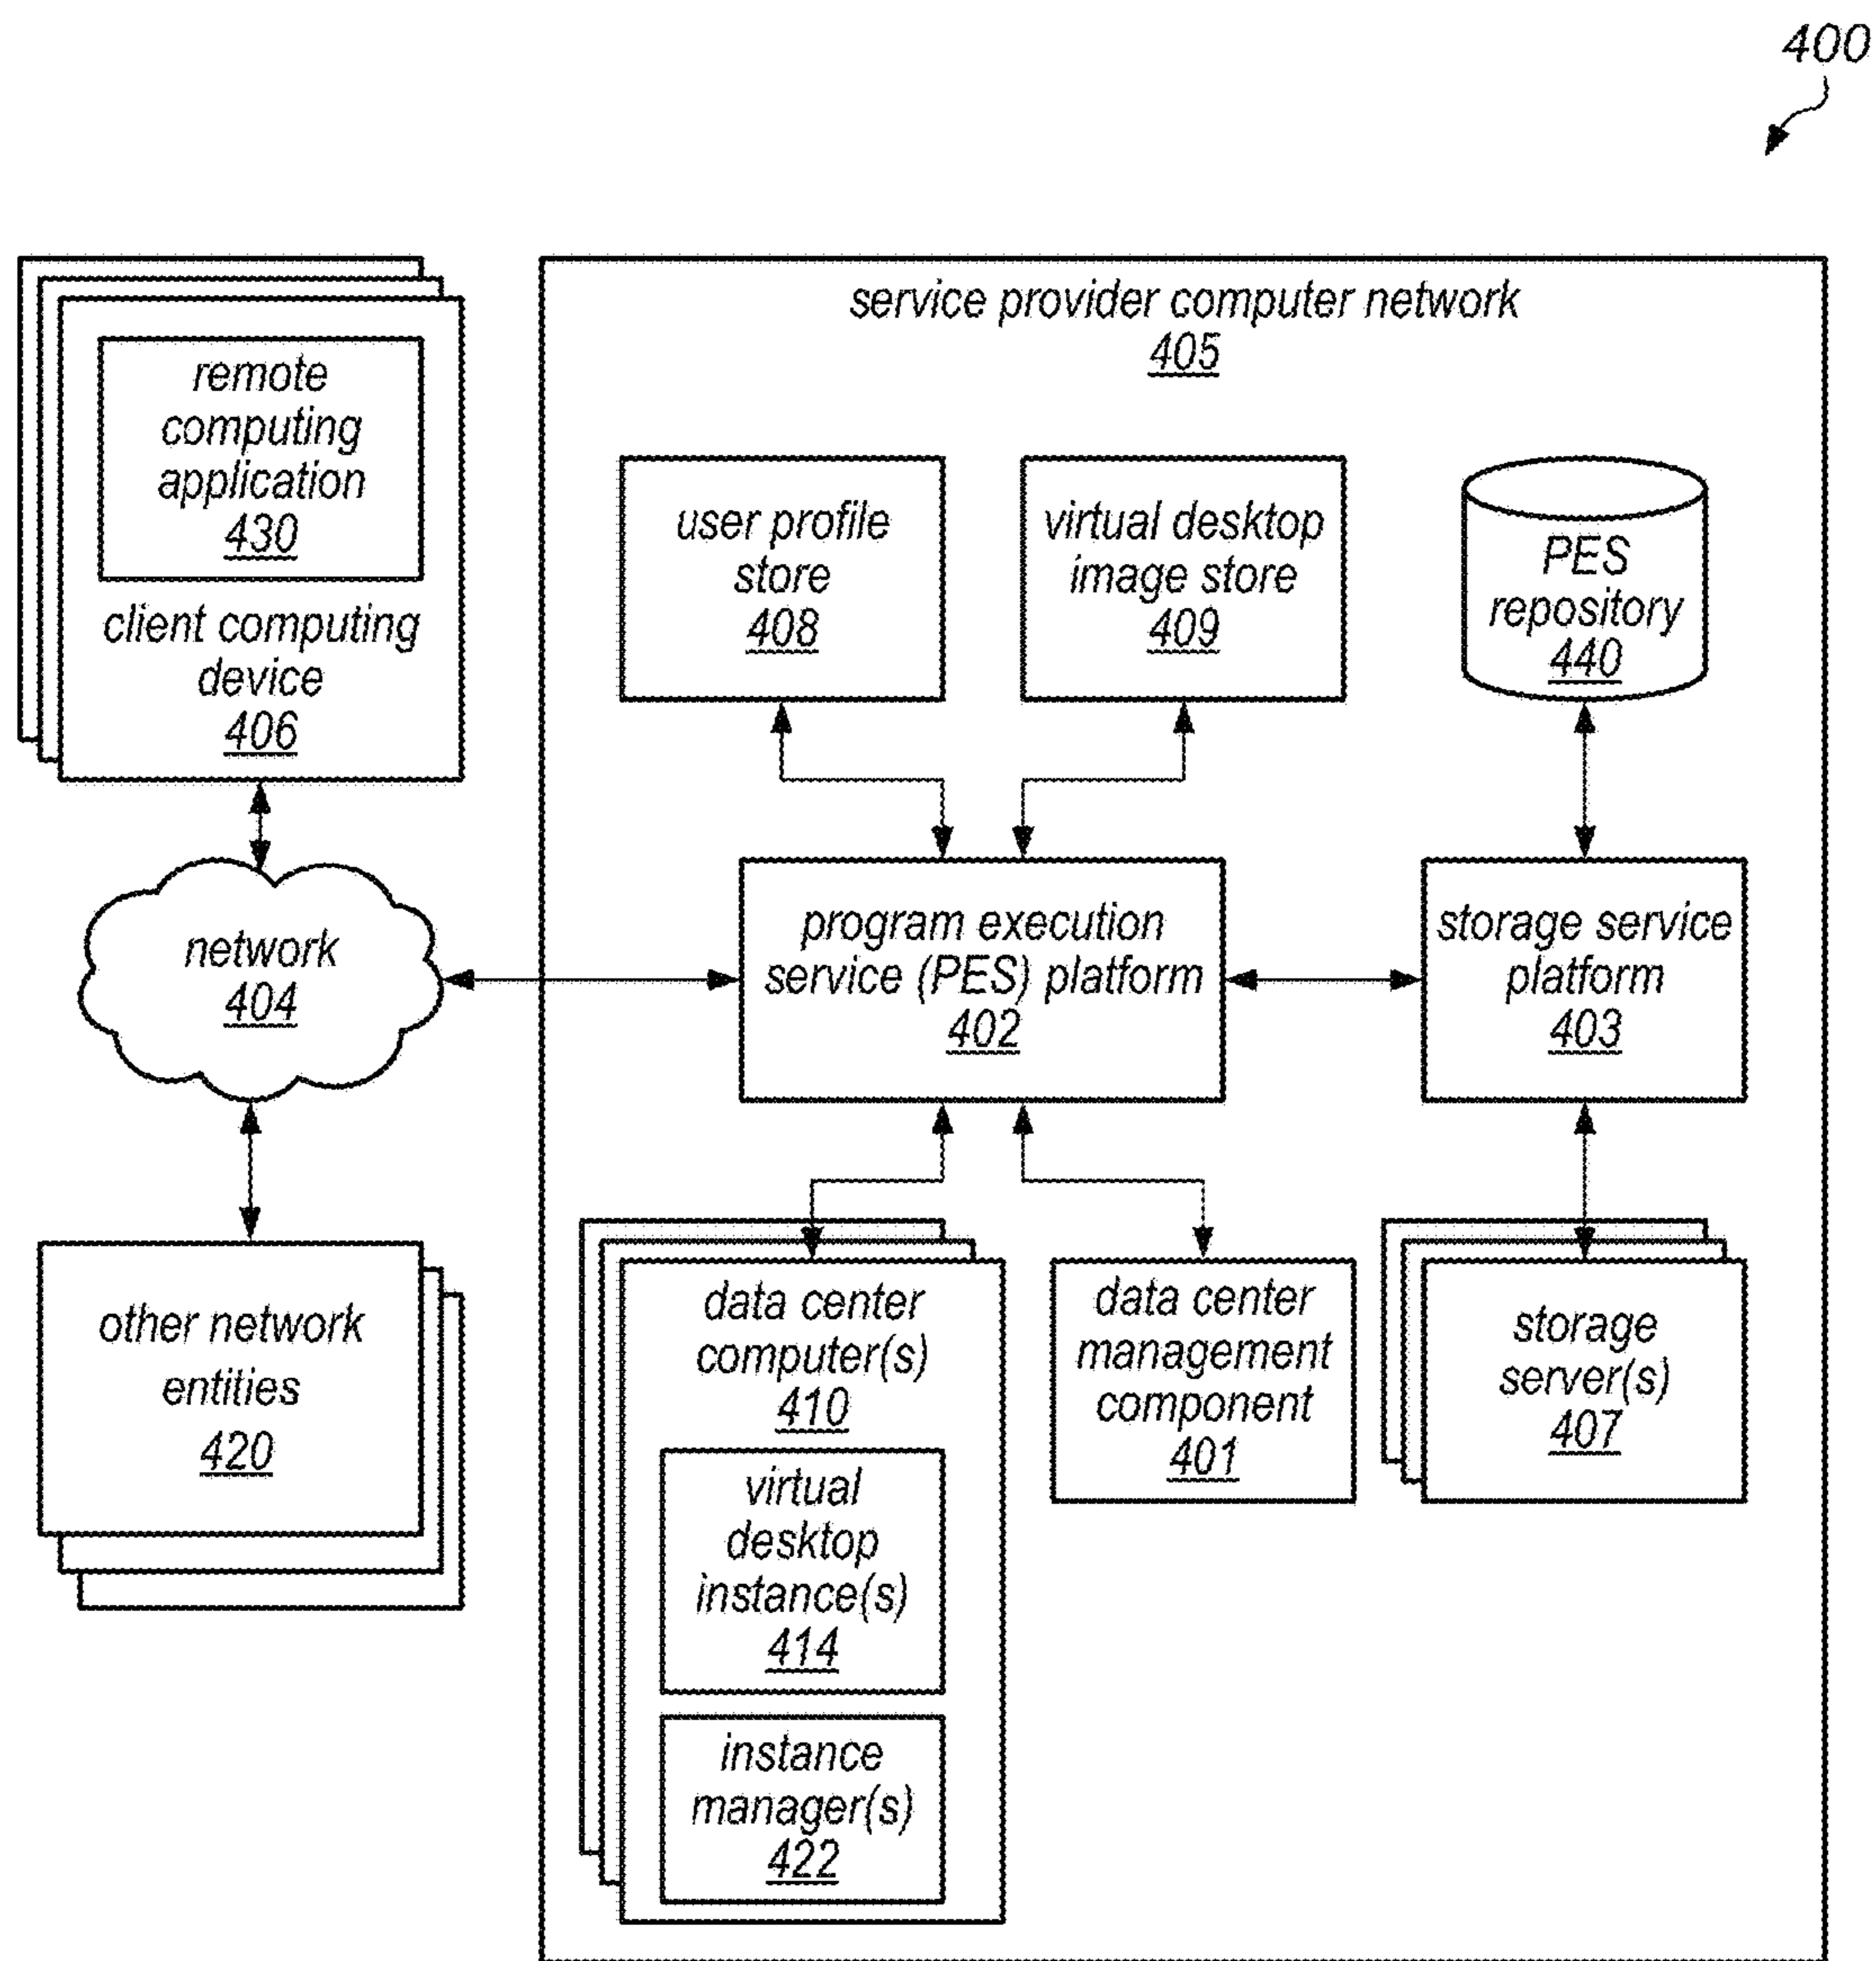 400
service provider computer network
405
remote
computing
application
430
client computing
device
406
user profile
store
408
virtual desktop
image store
409
PES
repository
440
network
404
program execution
service (PES) platform
402
storage service
platform
403
other network
entities
420
data center
computer(s)
410
virtual
desktop
instance(s)
414
instance
manager(s)
422
data center
management
component
401
storage
server(s)
407